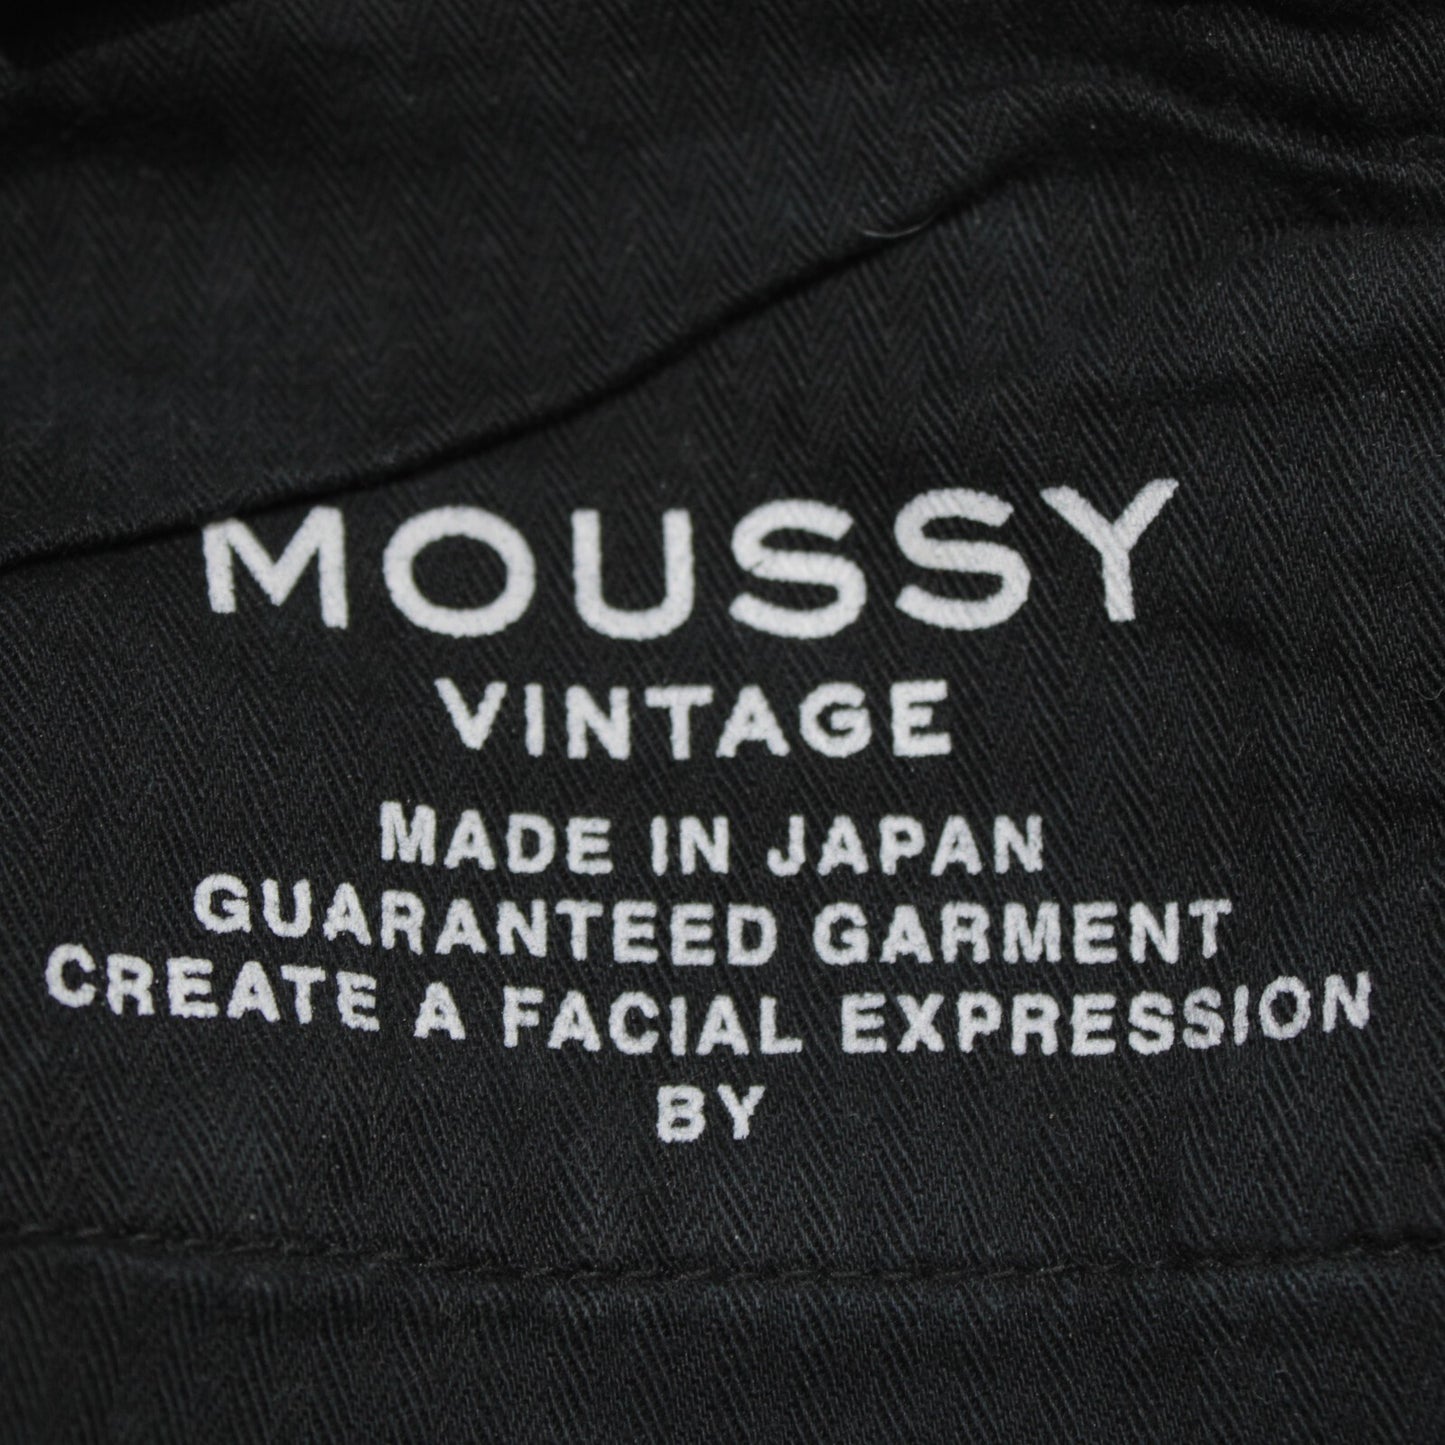 MOUSSY
VINTAGE
MADE IN JAPAN
GUARANTEED GARMENT
CREATE A FACIAL EXPRESSION
BY